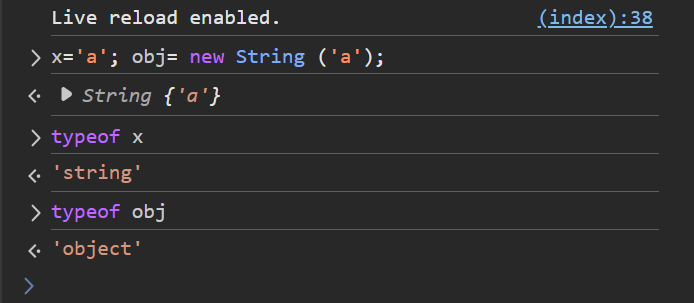 Live reload enabled. (index):38
x='a'; obj= new String ('a');
String {'a'}
typeof x
'string'
typeof obj
'object'